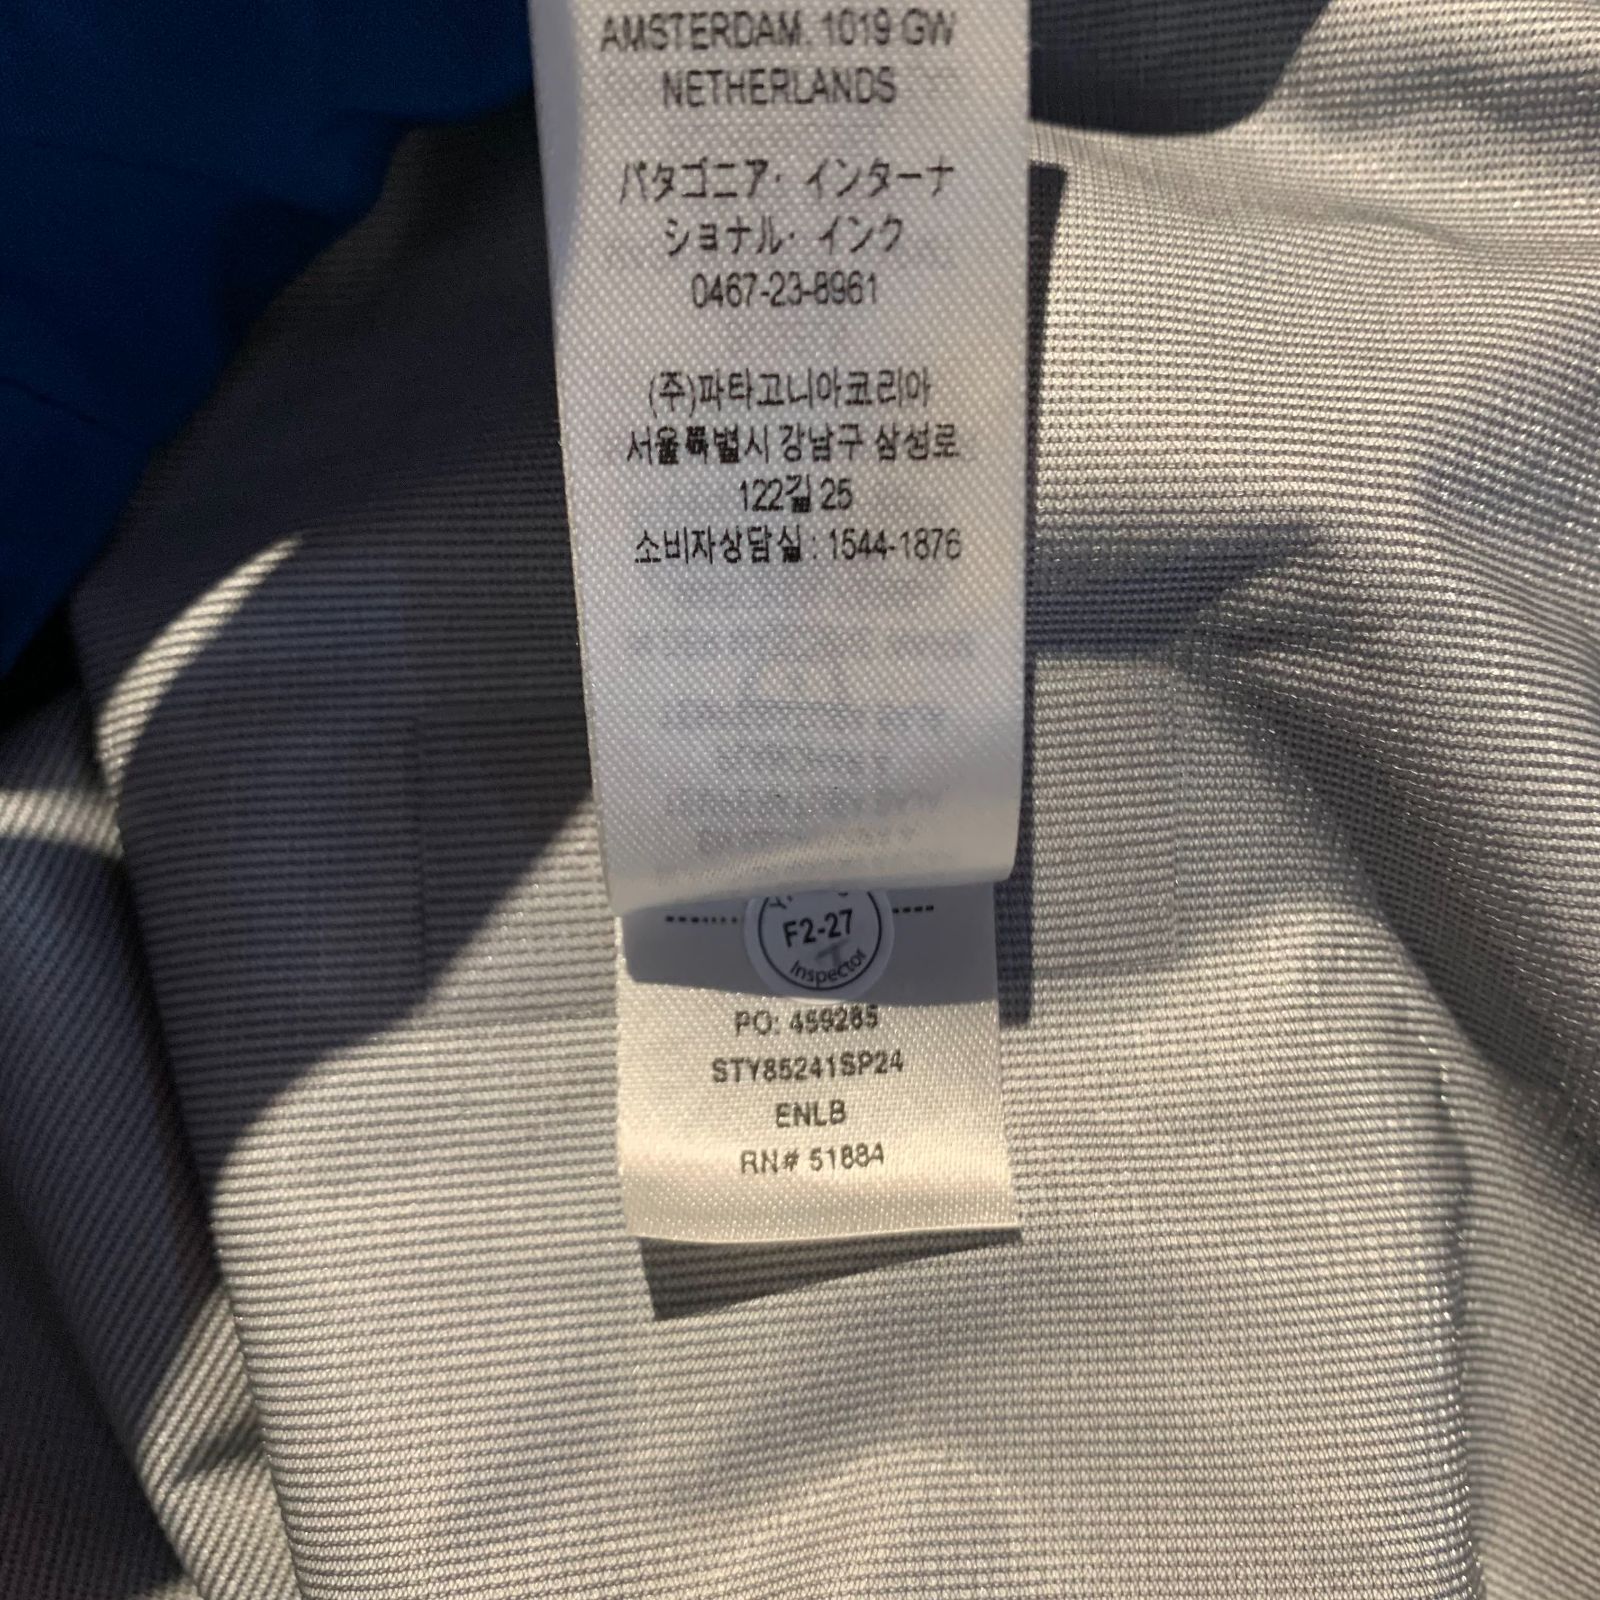 AMSTERDAM. 1019 GW
NETHERLANDS
パタゴニア・インターナ
ショナル・インク
0467-23-8961
(주)파타고니아코리아
서울특별시 강남구 삼성로
122길 25
소비자상담실 : 1544-1876
F2-27
Inspector
PO: 459285
STY85241SP24
ENLB
RN# 51884